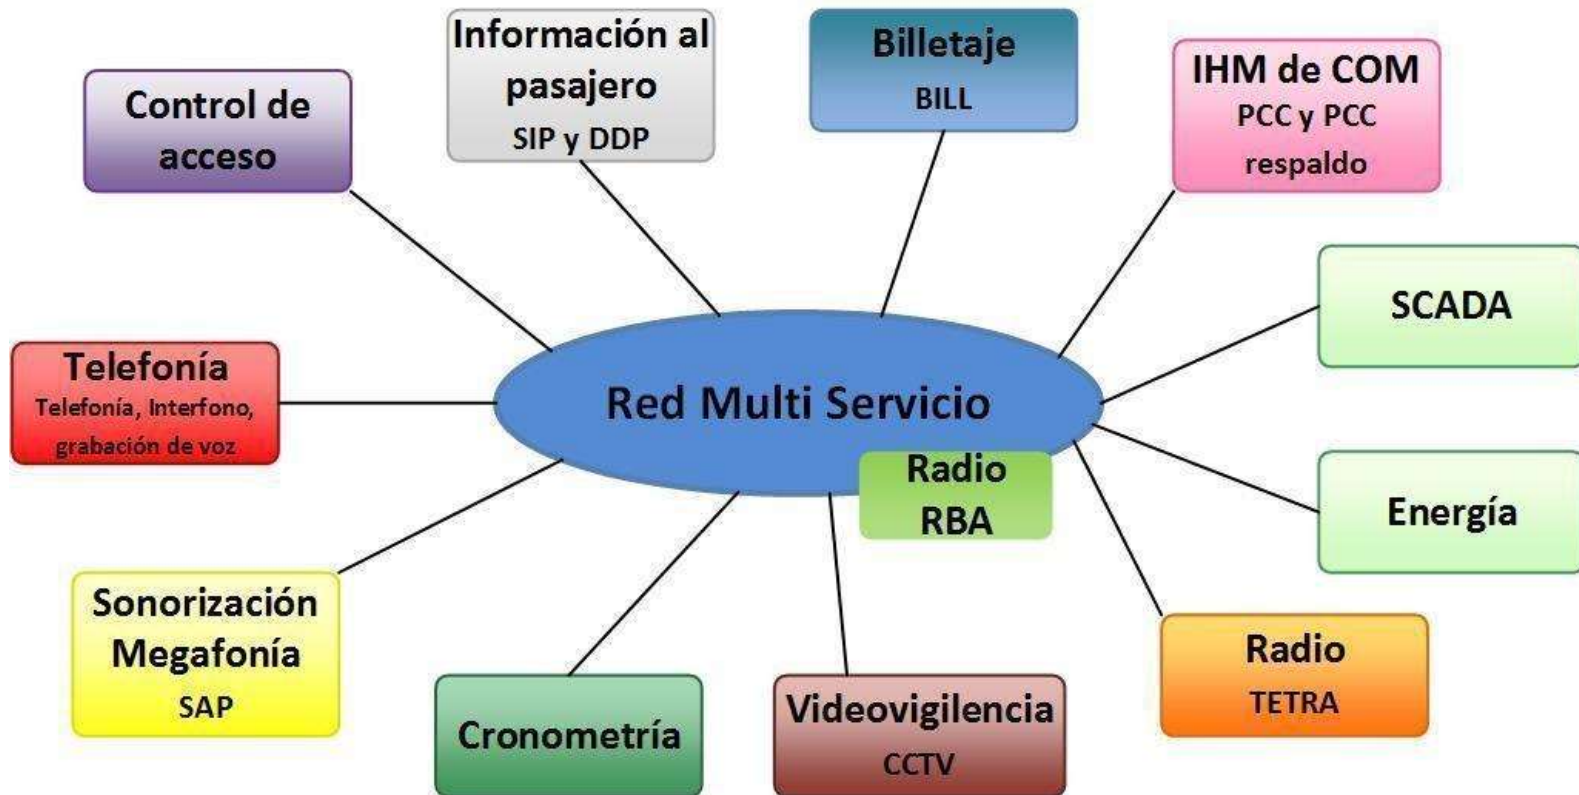 Información al
pasajero
SIP y DDP
Billetaje
BILL
IHM de COM
PCC y PCC
respaldo
Control de
acceso
SCADA
Telefonía
Telefonía, Interfono,
grabación de voz
Red Multi Servicio
Radio
RBA
Energía
Sonorización
Megafonía
SAP
Cronometría
Videovigilencia
CCTV
Radio
TETRA